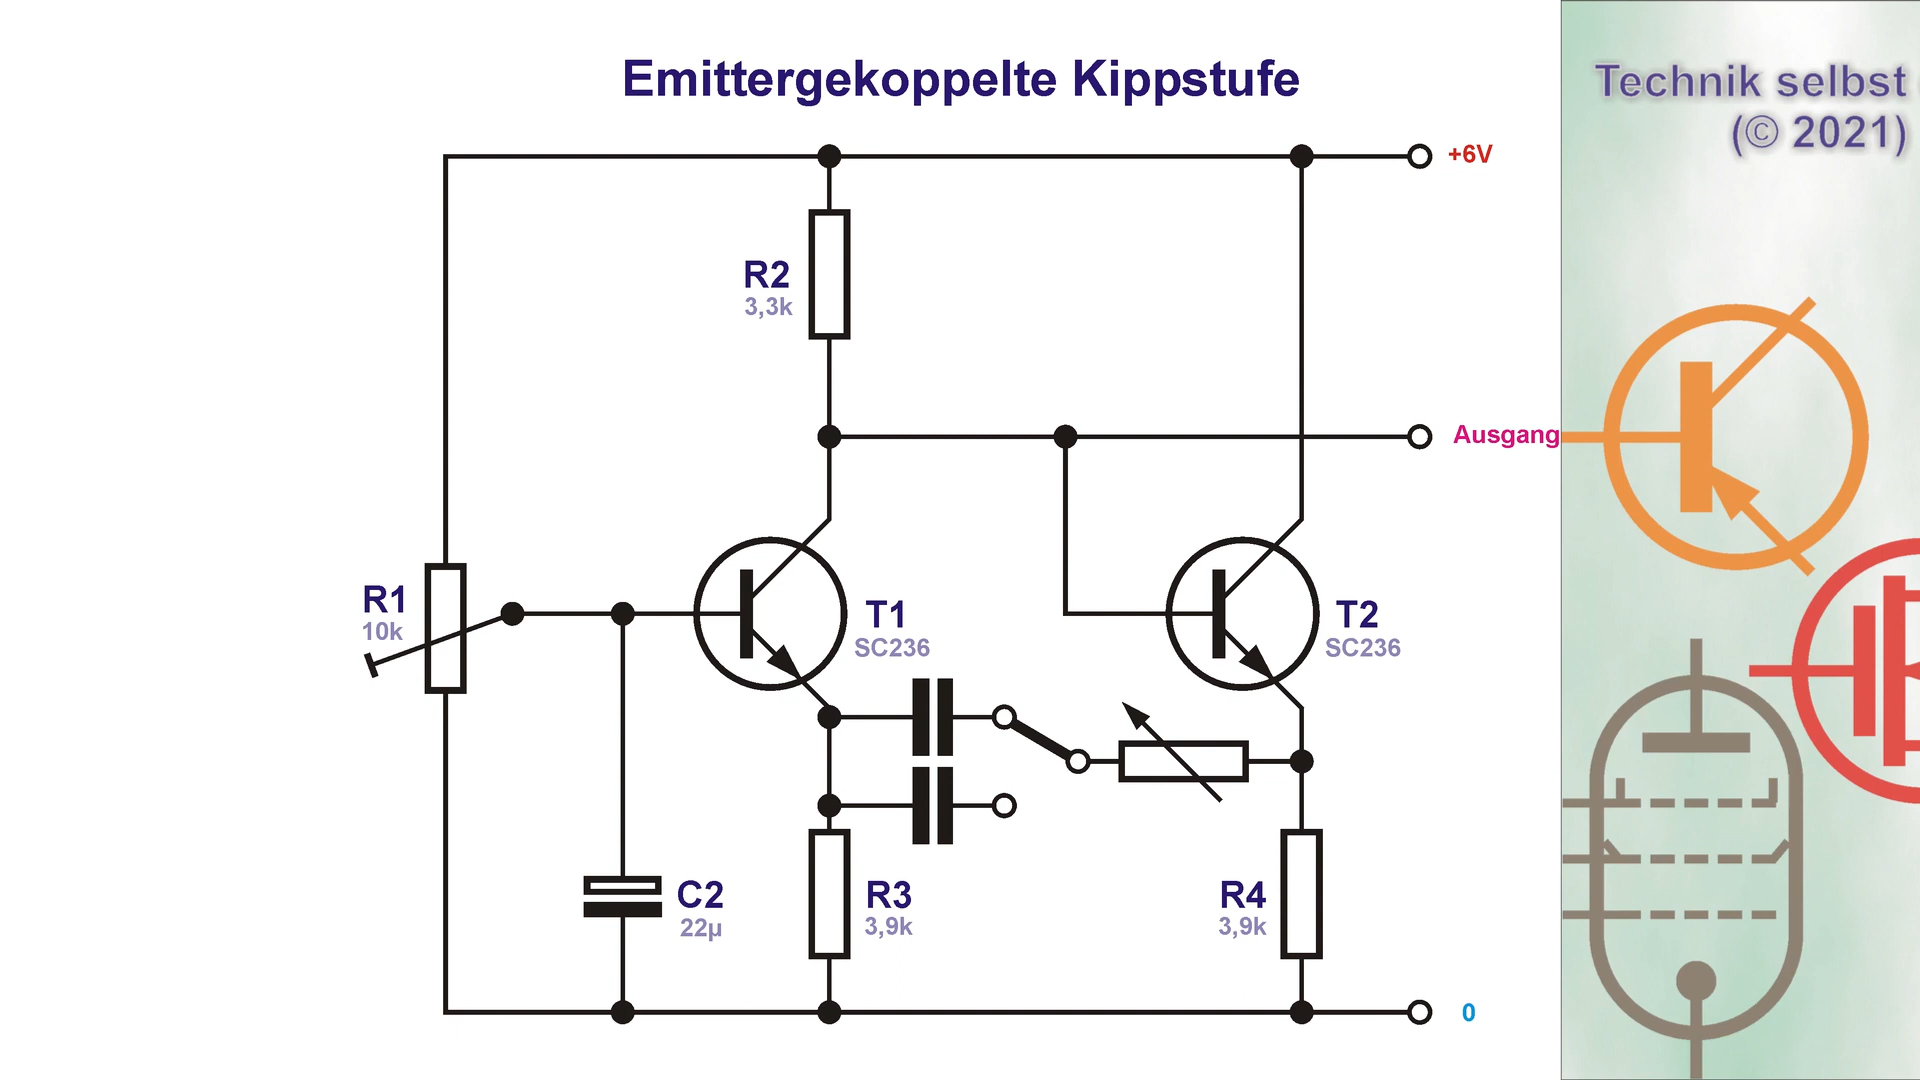 Emittergekoppelte Kippstufe
Technik selbst
(© 2021)
+6V
R2
3,3k
Ausgang
R1
10k
T1
SC236
T2
SC236
C2
22µ
R3
3,9k
R4
3,9k
0